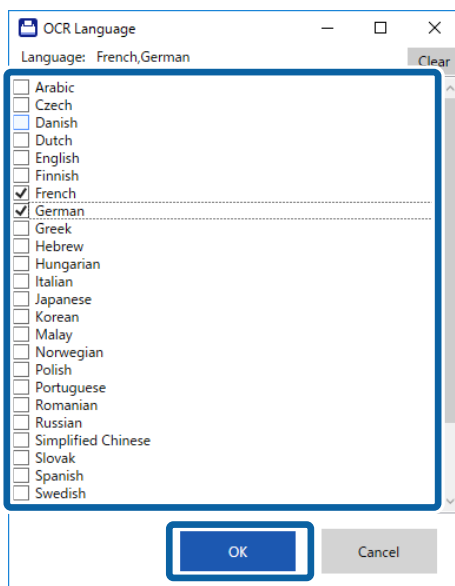 OCR Language
Language: French,German
Clear
Arabic
Czech
Danish
Dutch
English
Finnish
French
German
Greek
Hebrew
Hungarian
Italian
Japanese
Korean
Malay
Norwegian
Polish
Portuguese
Romanian
Russian
Simplified Chinese
Slovak
Spanish
Swedish
OK
Cancel